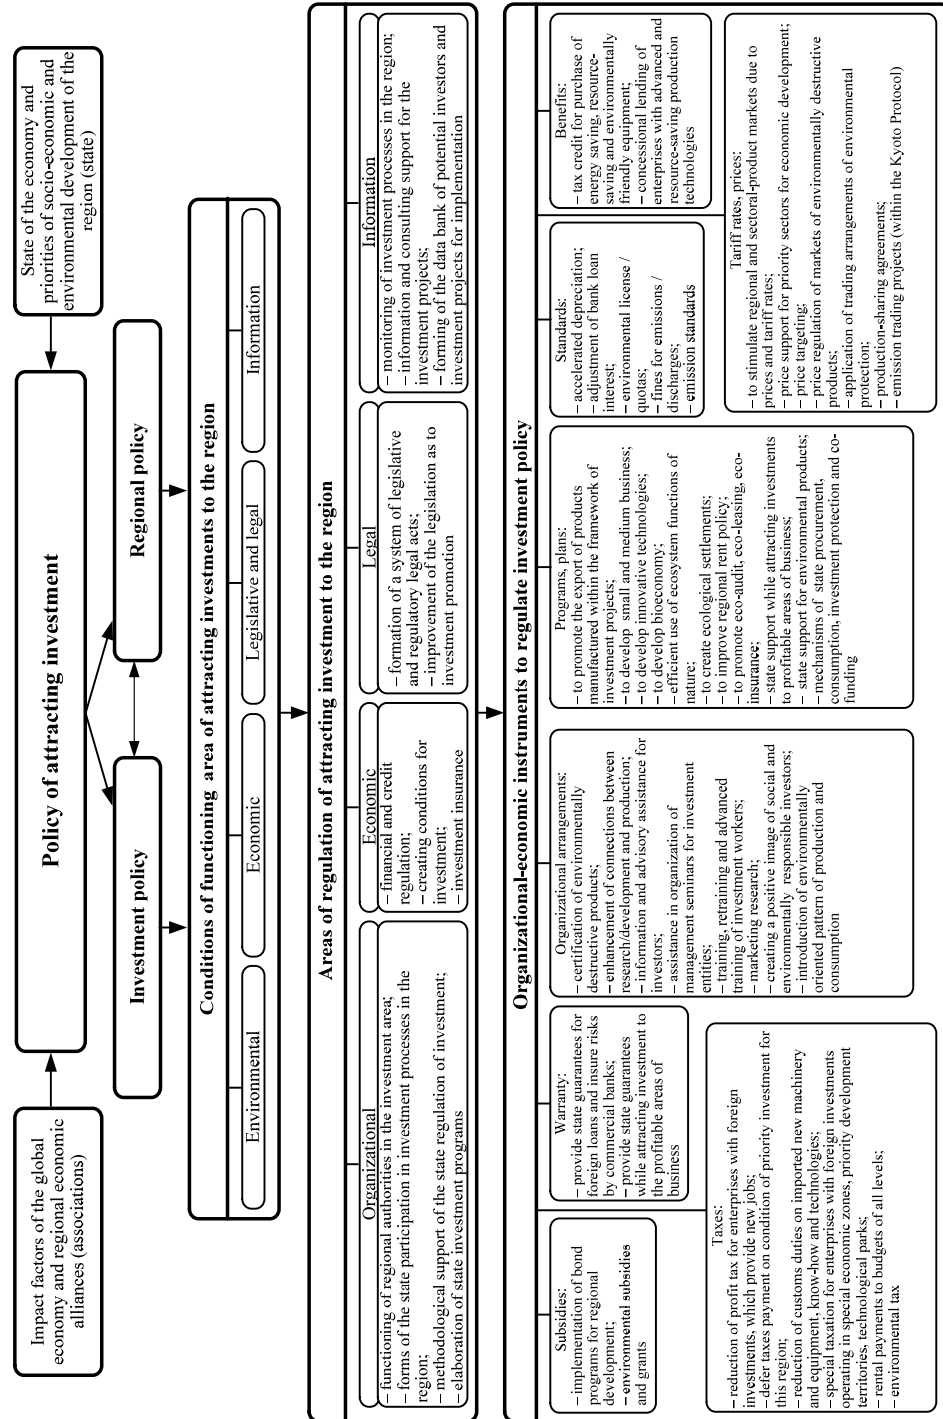 Impact factors of the global
economy and regional economic
alliances (associations)
Policy of attracting investment
State of the economy and
priorities of socio-economic and
environmental development of the
region (state)
Investment policy
Regional policy
Conditions of functioning area of attracting investments to the region
Environmental
Economic
Legislative and legal
Information
Areas of regulation of attracting investment to the region
Organizational
– functioning of regional authorities in the investment area;
– forms of the state participation in investment processes in the
region;
– methodological support of the state regulation of investment;
– elaboration of state investment programs
Economic
– financial and credit
regulation;
– creating conditions for
investment;
– investment insurance
Legal
– formation of a system of legislative
and regulatory legal acts;
– improvement of the legislation as to
investment promotion
Information
– monitoring of investment processes in the region;
– information and consulting support for the
investment projects;
– forming of the data bank of potential investors and
investment projects for implementation
Organizational-economic instruments to regulate investment policy
Subsidies:
– implementation of bond
programs for regional
development;
– environmental subsidies
and grants
Warranty:
– provide state guarantees for
foreign loans and insure risks
by commercial banks;
– provide state guarantees
while attracting investment to
the profitable areas of
business
Organizational arrangements:
– certification of environmentally
destructive products;
– enhancement of connections between
research/development and production;
– information and advisory assistance for
investors;
– assistance in organization of
management seminars for investment
entities;
– training, retraining and advanced
training of investment workers;
– marketing research;
– creating a positive image of social and
environmentally responsible investors;
– introduction of environmentally
oriented pattern of production and
consumption
Programs, plans:
– to promote the export of products
manufactured within the framework of
investment projects;
– to develop small and medium business;
– to develop innovative technologies;
– to develop bioeconomy;
– efficient use of ecosystem functions of
nature;
– to create ecological settlements;
– to improve regional rent policy;
– to promote eco-audit, eco-leasing, eco-
insurance;
– state support while attracting investments
to profitable areas of business;
– state support for environmental products;
– mechanisms of state procurement,
consumption, investment protection and co-
funding
Standards:
– accelerated depreciation;
– adjustment of bank loan
interest;
– environmental license /
quotas;
– fines for emissions /
discharges;
– emission standards
Benefits:
– tax credit for purchase of
energy saving, resource-
saving and environmentally
friendly equipment;
– concessional lending of
enterprises with advanced and
resource-saving production
technologies
Taxes:
– reduction of profit tax for enterprises with foreign
investments, which provide new jobs;
– defer taxes payment on condition of priority investment for
this region;
– reduction of customs duties on imported new machinery
and equipment, know-how and technologies;
– special taxation for enterprises with foreign investments
operating in special economic zones, priority development
territories, technological parks;
– rental payments to budgets of all levels;
– environmental tax
Tariff rates, prices:
– to stimulate regional and sectoral-product markets due to
prices and tariff rates;
– price support for priority sectors for economic development;
– price targeting;
– price regulation of markets of environmentally destructive
products;
– application of trading arrangements of environmental
protection;
– production-sharing agreements;
– emission trading projects (within the Kyoto Protocol)